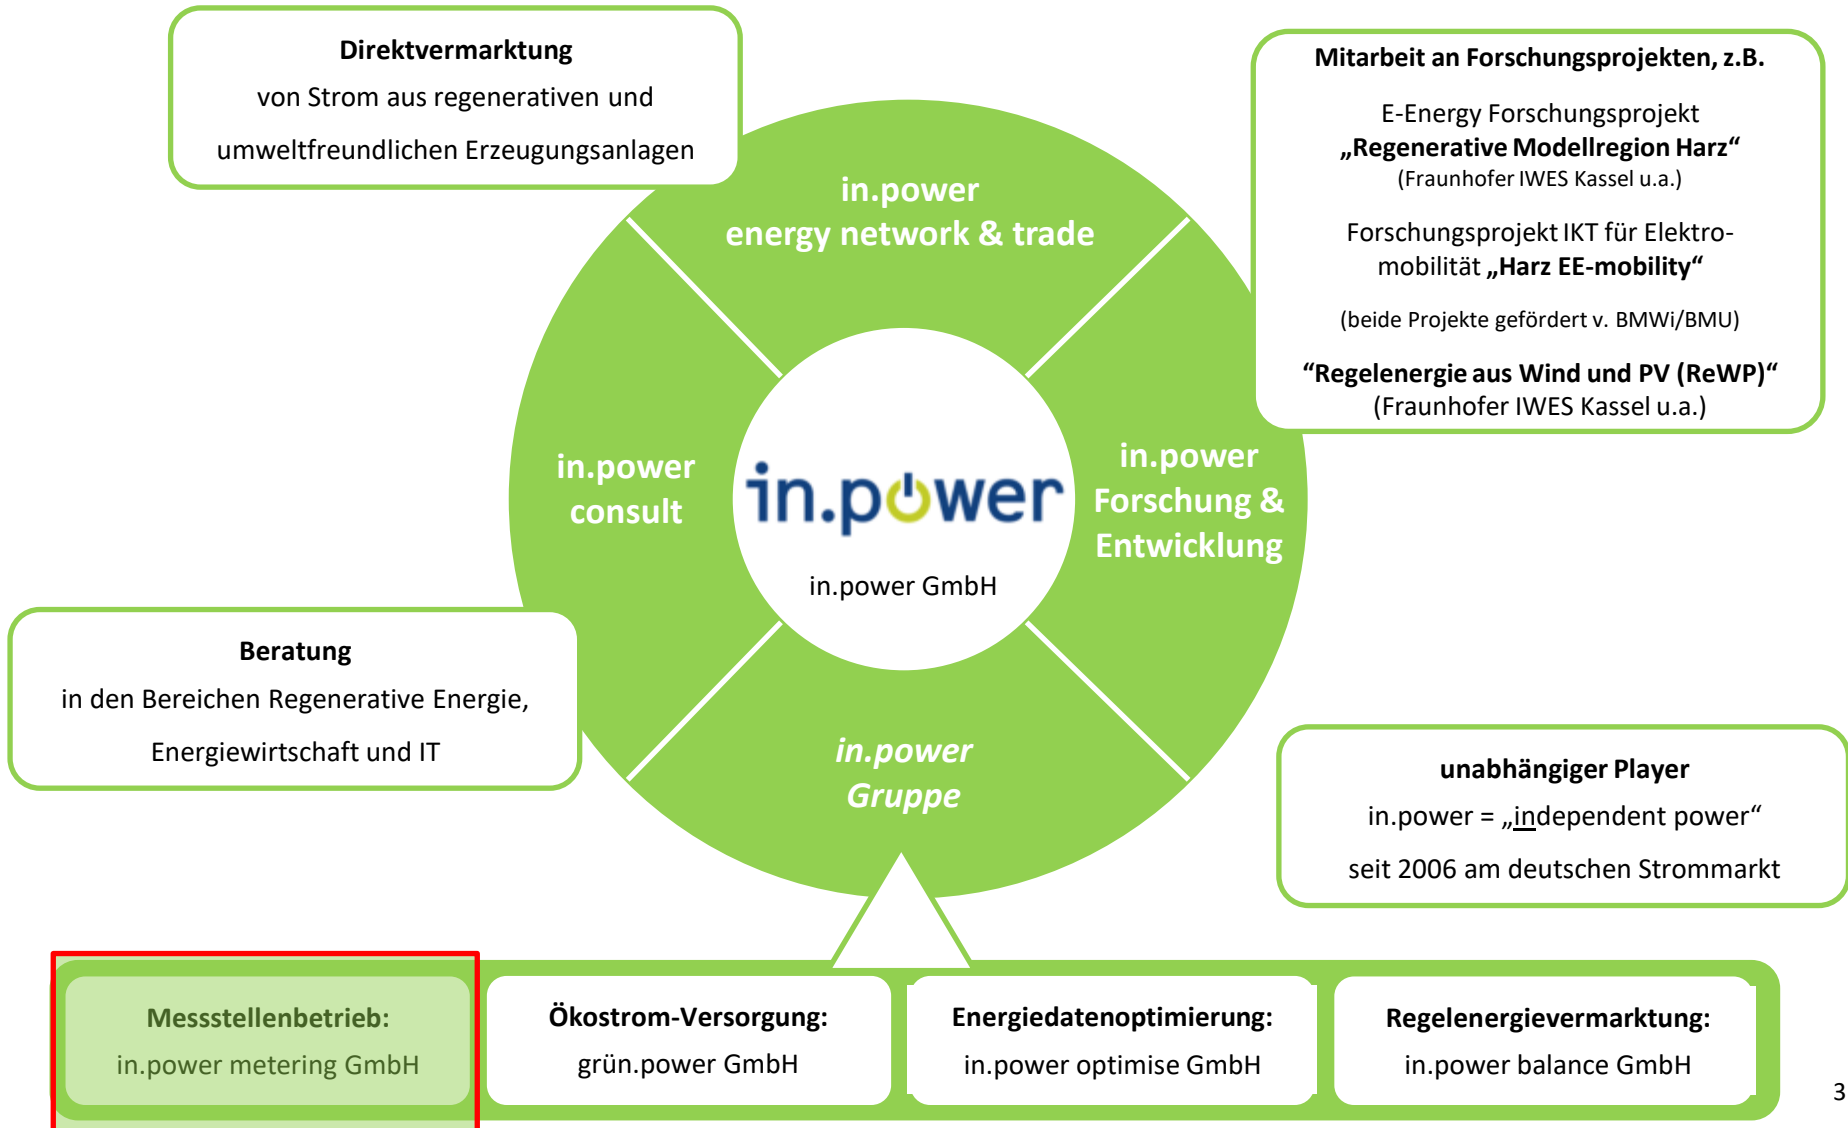 Direktvermarktung
von Strom aus regenerativen und
umweltfreundlichen Erzeugungsanlagen
Mitarbeit an Forschungsprojekten, z.B.
E-Energy Forschungsprojekt
„Regenerative Modellregion Harz“
(Fraunhofer IWES Kassel u.a.)
Forschungsprojekt IKT für Elektro-
mobilität „Harz EE-mobility“
(beide Projekte gefördert v. BMWi/BMU)
“Regelenergie aus Wind und PV (ReWP)“
(Fraunhofer IWES Kassel u.a.)
in.power
energy network & trade
in.power
consult
in.power
in.power GmbH
in.power
Forschung &
Entwicklung
Beratung
in den Bereichen Regenerative Energie,
Energiewirtschaft und IT
in.power
Gruppe
unabhängiger Player
in.power = „independent power“
seit 2006 am deutschen Strommarkt
Messstellenbetrieb:
in.power metering GmbH
Ökostrom-Versorgung:
grün.power GmbH
Energiedatenoptimierung:
in.power optimise GmbH
Regelenergievermarktung:
in.power balance GmbH
3